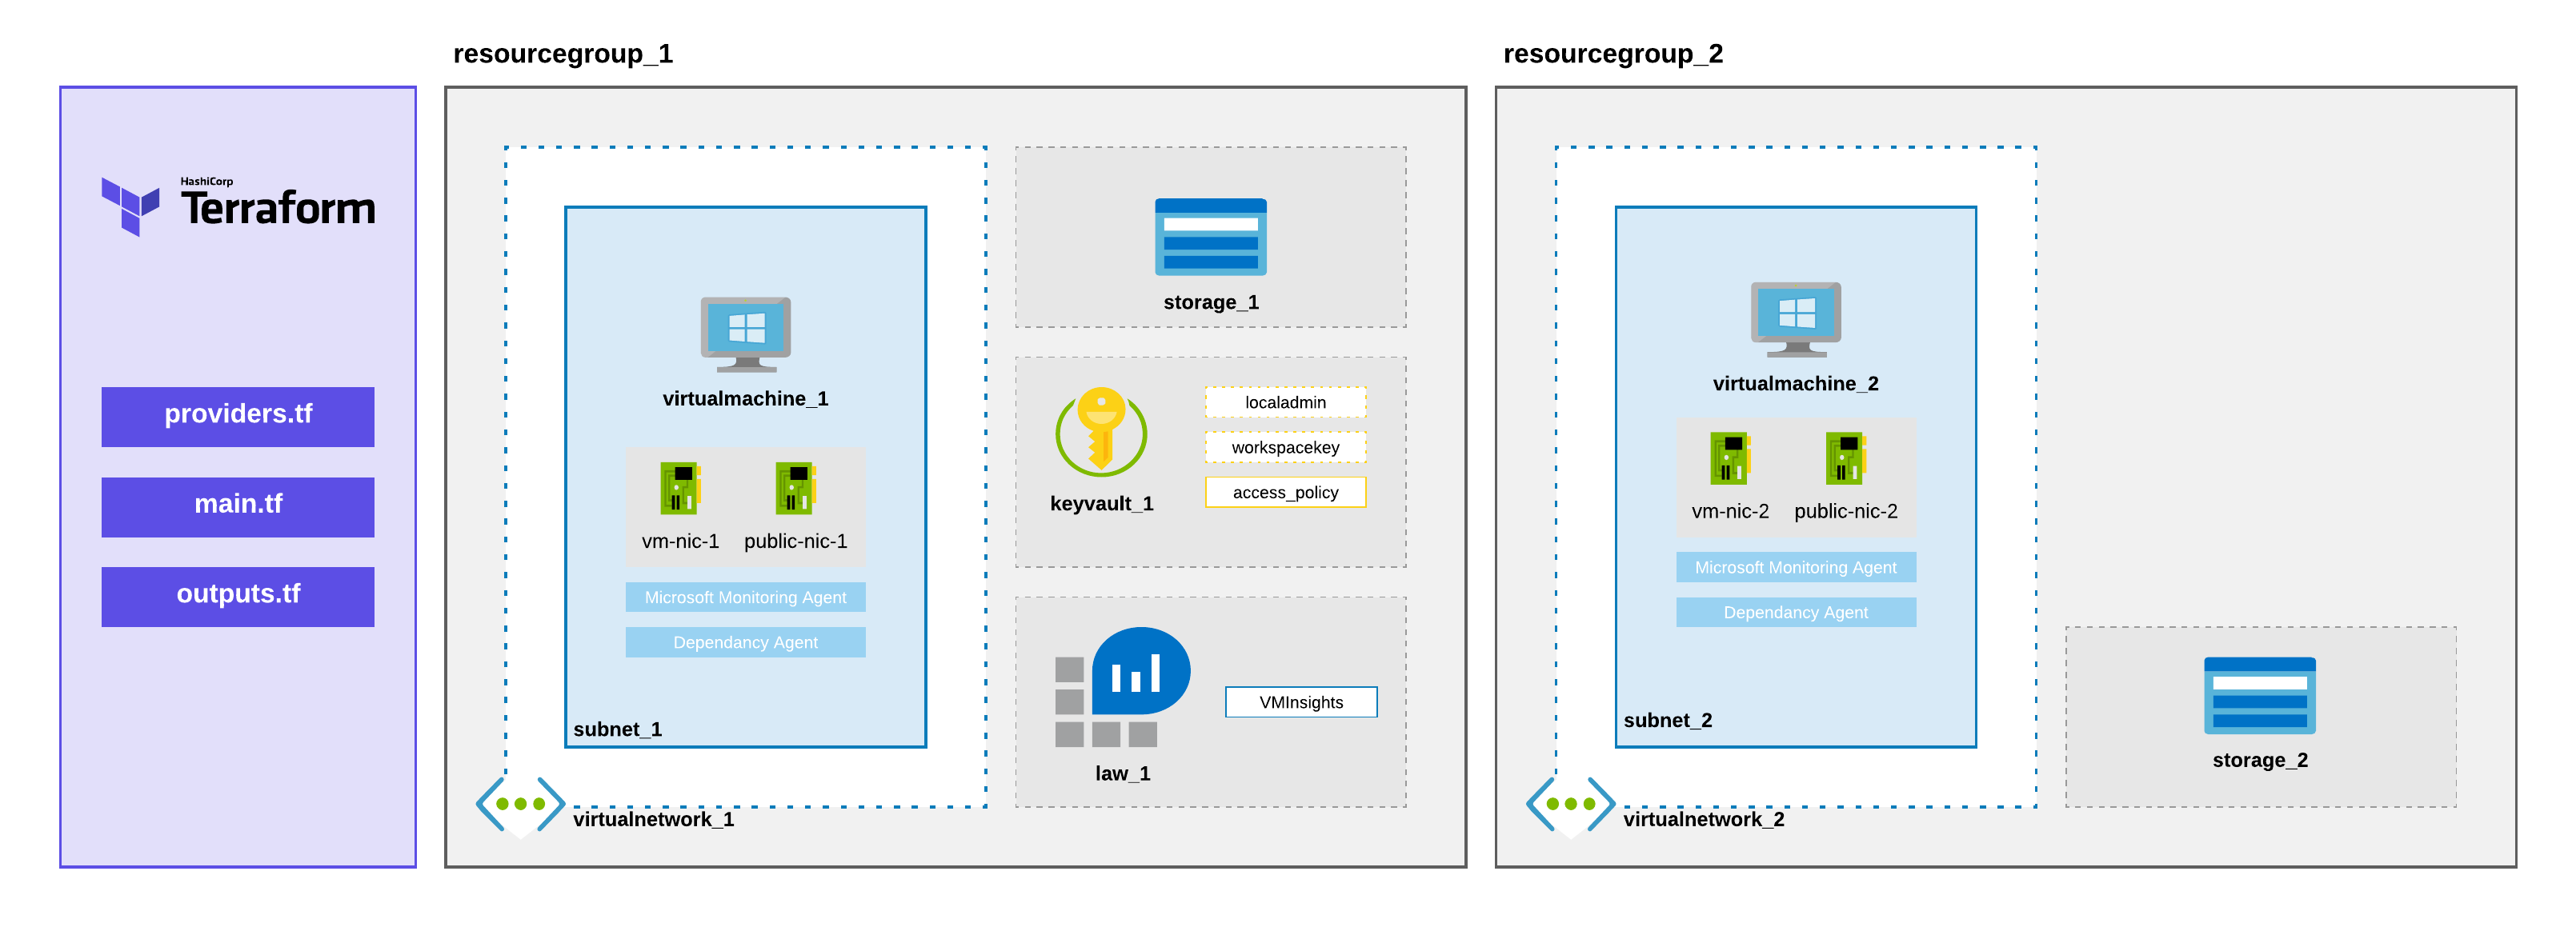 resourcegroup_1
resourcegroup_2
HashiCorp
Terraform
providers.tf
main.tf
outputs.tf
virtualmachine_1
vm-nic-1
public-nic-1
Microsoft Monitoring Agent
Dependancy Agent
subnet_1
virtualnetwork_1
storage_1
keyvault_1
localadmin
workspacekey
access_policy
law_1
VMInsights
virtualmachine_2
vm-nic-2
public-nic-2
Microsoft Monitoring Agent
Dependancy Agent
subnet_2
virtualnetwork_2
storage_2